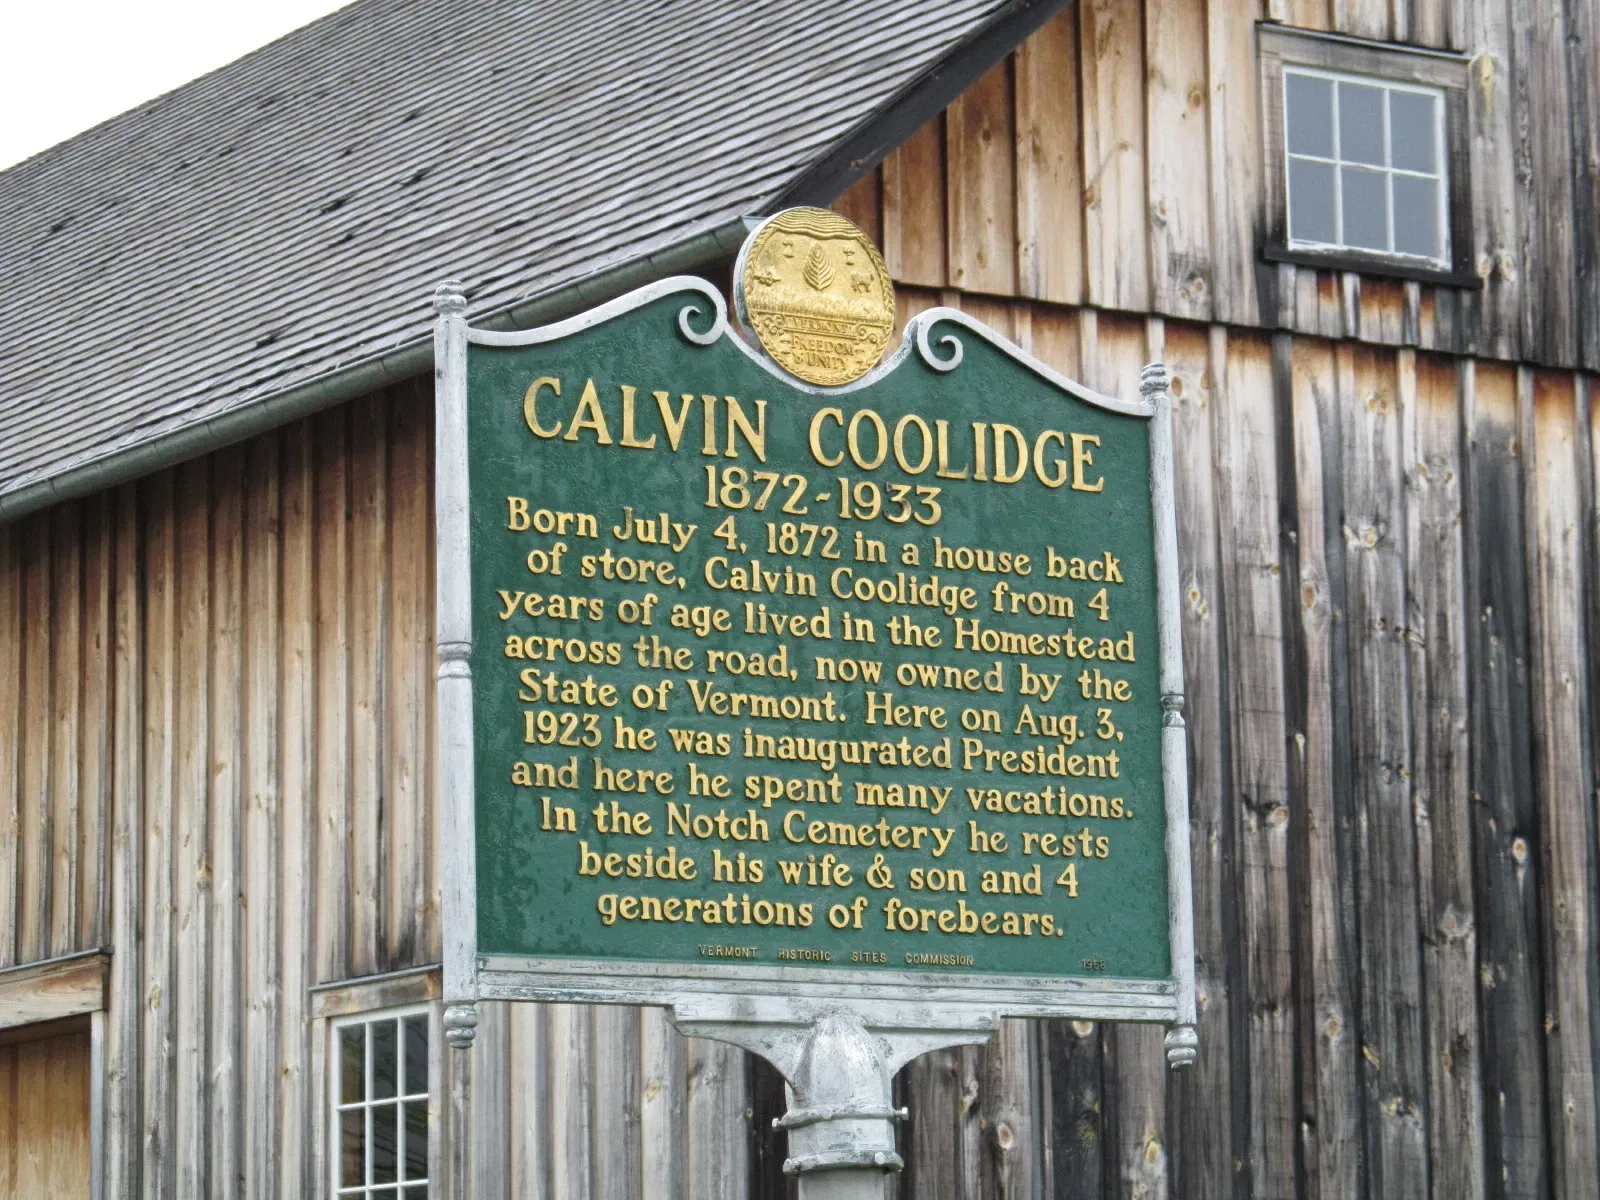 VERMONT
FREEDOM
& UNITY
CALVIN COOLIDGE
1872-1933
Born July 4, 1872 in a house back
of store, Calvin Coolidge from 4
years of age lived in the Homestead
across the road, now owned by the
State of Vermont. Here on Aug. 3,
1923 he was inaugurated President
and here he spent many vacations.
In the Notch Cemetery he rests
beside his wife & son and 4
generations of forebears.
VERMONT HISTORIC SITES COMMISSION